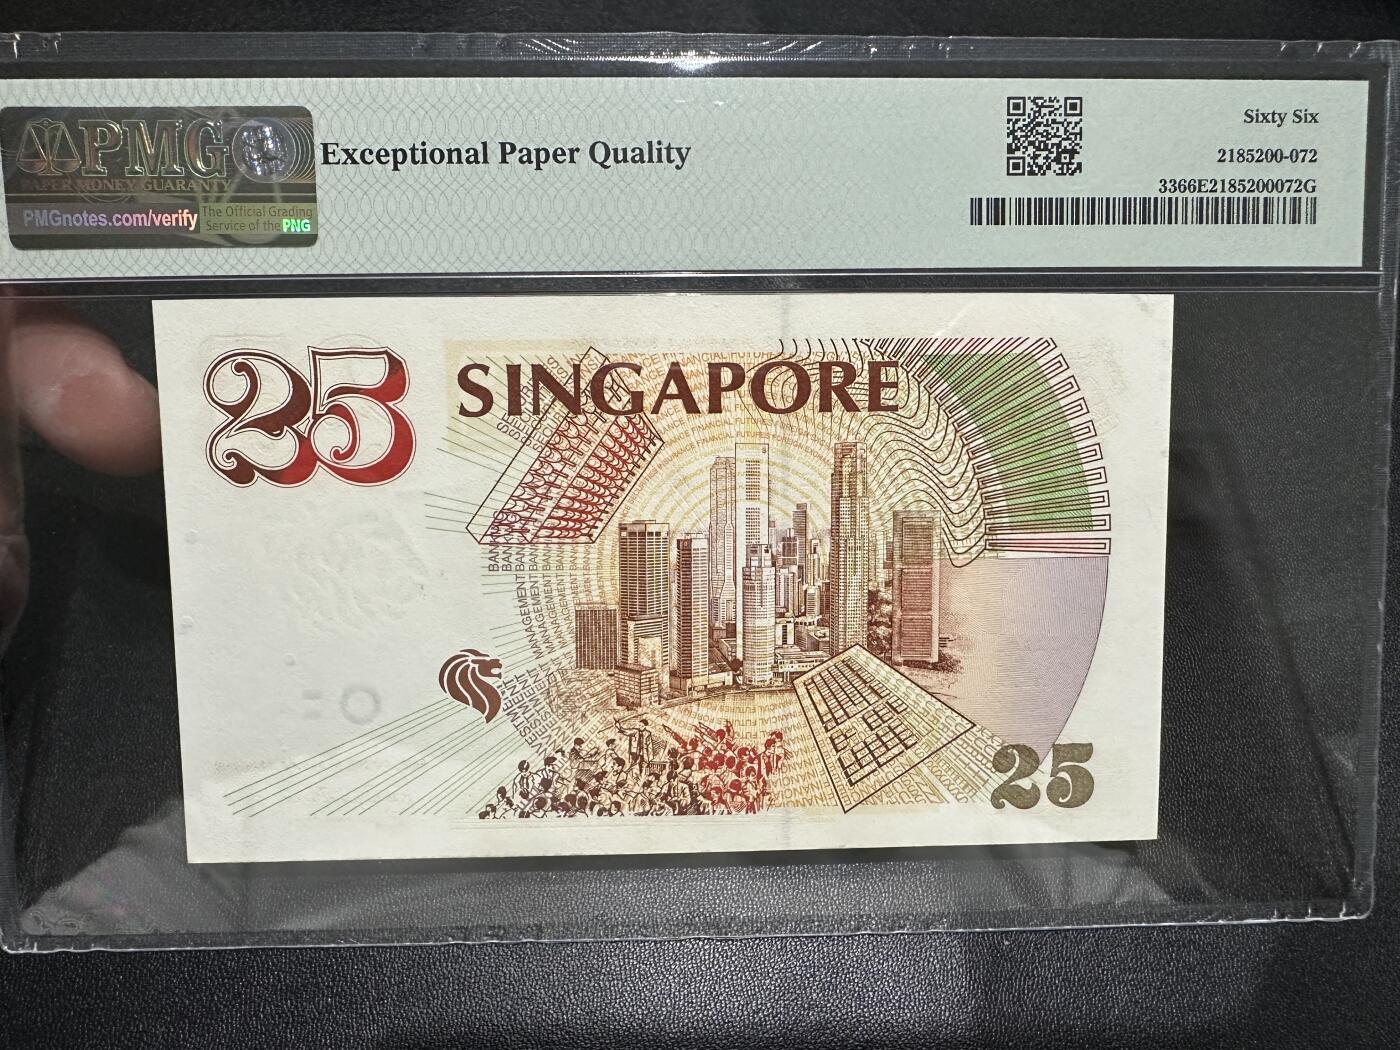 PMG
PAPER MONEY GUARANTY
PMGnotes.com/verify
The Official Grading
Service of the PNG
Exceptional Paper Quality
Sixty Six
2185200-072
3366E2185200072G
25
SINGAPORE
25